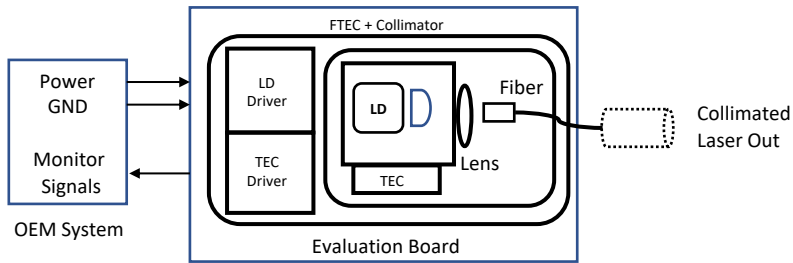 FTEC + Collimator
Power
GND
Monitor
Signals
OEM System
LD
Driver
TEC
Driver
LD
TEC
Lens
Fiber
Collimated
Laser Out
Evaluation Board